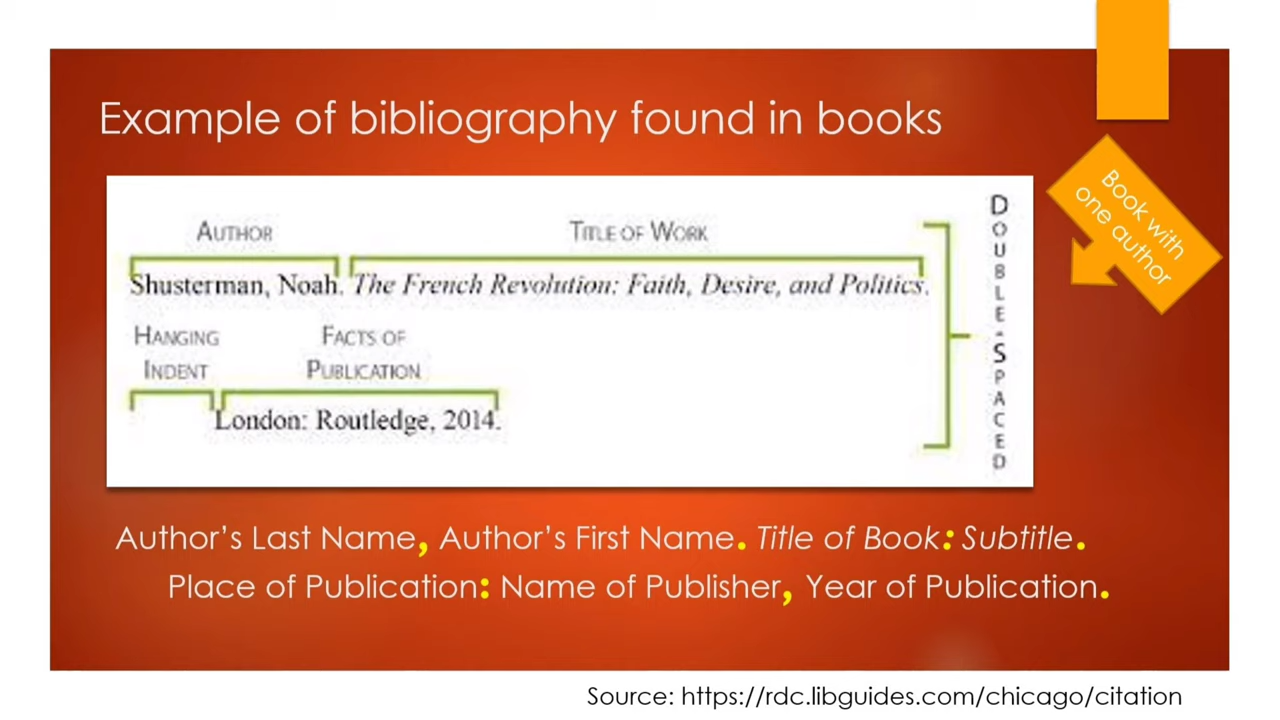 Example of bibliography found in books
Book with
one author
AUTHOR
TITLE OF WORK
Shusterman, Noah. The French Revolution: Faith, Desire, and Politics.
HANGING
INDENT
FACTS OF
PUBLICATION
London: Routledge, 2014.
DOUBLE-SPACED
Author’s Last Name, Author’s First Name. Title of Book: Subtitle.
Place of Publication: Name of Publisher, Year of Publication.
Source: https://rdc.libguides.com/chicago/citation